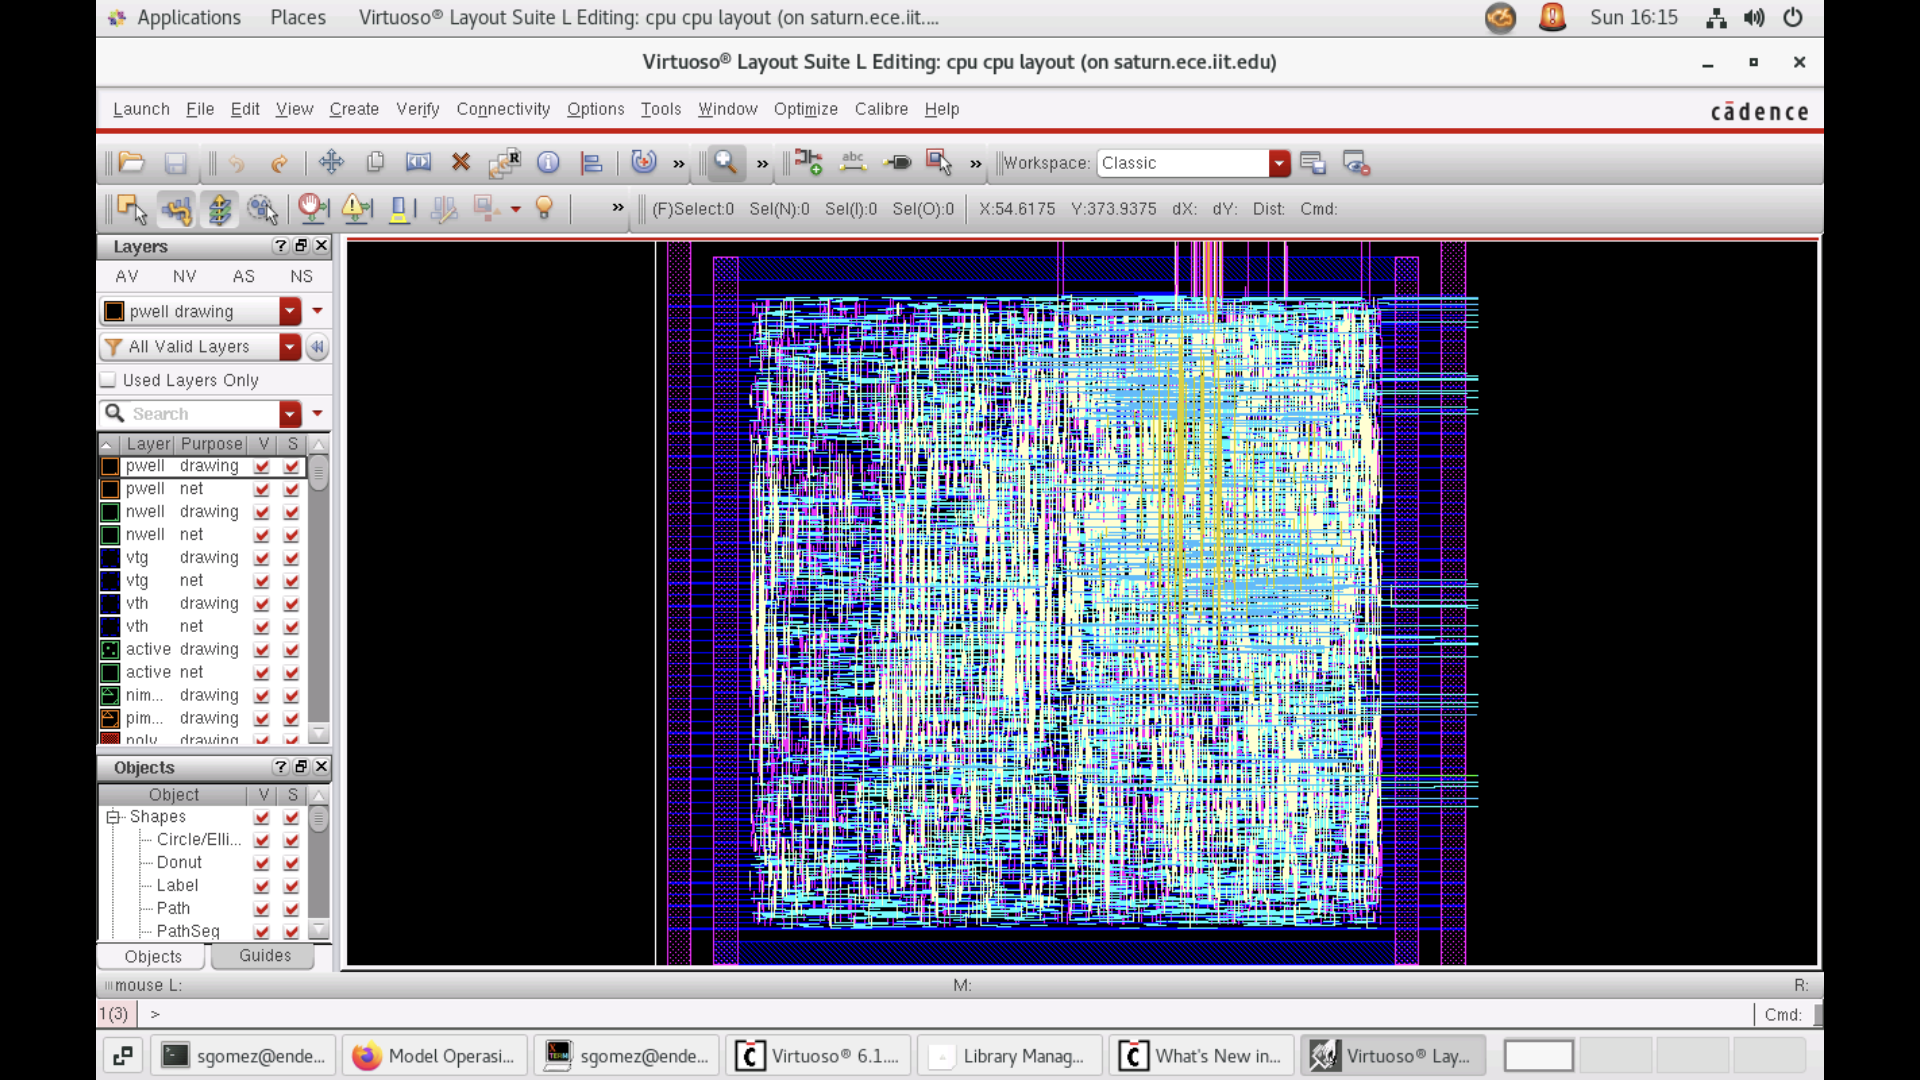 Applications Places Virtuoso® Layout Suite L Editing: cpu cpu layout (on saturn.ece.iit.... Sun 16:15
Virtuoso® Layout Suite L Editing: cpu cpu layout (on saturn.ece.iit.edu)
Launch File Edit View Create Verify Connectivity Options Tools Window Optimize Calibre Help cādence
R abc Workspace: Classic
(F)Select:0 Sel(N):0 Sel(I):0 Sel(O):0 X:54.6175 Y:373.9375 dX: dY: Dist: Cmd:
Layers
AV NV AS NS
pwell drawing
All Valid Layers
Used Layers Only
Search
Layer Purpose V S
pwell drawing
pwell net
nwell drawing
nwell net
vtg drawing
vtg net
vth drawing
vth net
active drawing
active net
nim... drawing
pim... drawing
poly drawing
Objects
Object V S
Shapes
Circle/Elli...
Donut
Label
Path
PathSeg
Objects Guides
mouse L: M: R:
1(3) > Cmd:
sgomez@ende... Model Operasi... sgomez@ende... Virtuoso® 6.1.... Library Manag... What's New in... Virtuoso® Lay...